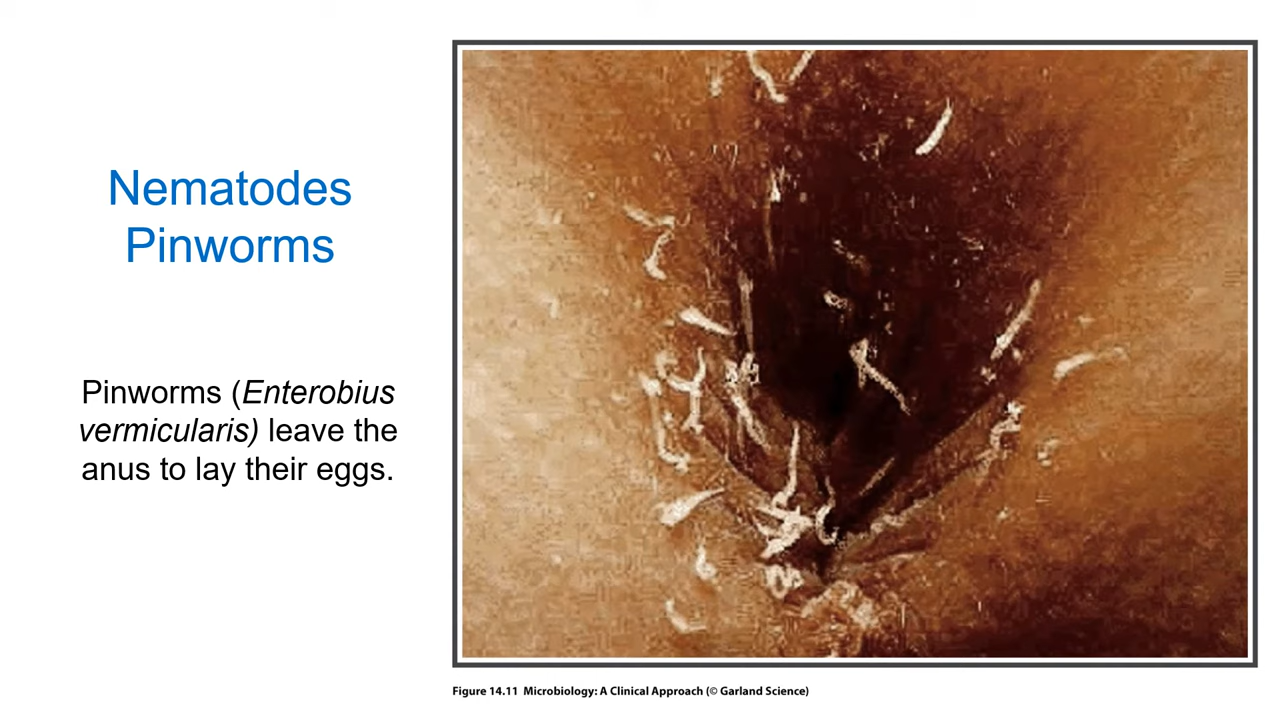 Nematodes
Pinworms
Pinworms (Enterobius
vermicularis) leave the
anus to lay their eggs.
Figure 14.11 Microbiology: A Clinical Approach (© Garland Science)